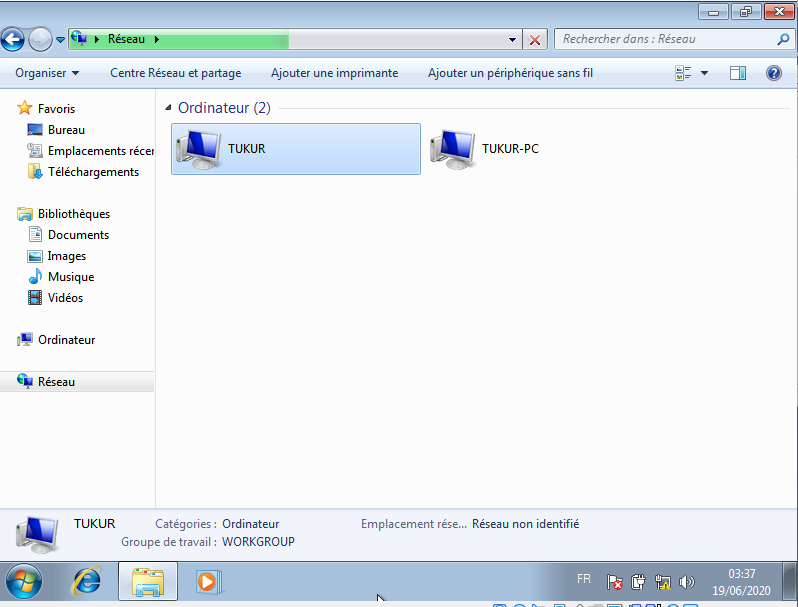 Réseau
Rechercher dans : Réseau
Organiser Centre Réseau et partage Ajouter une imprimante Ajouter un périphérique sans fil
Favoris
Bureau
Emplacements récer
Téléchargements
Bibliothèques
Documents
Images
Musique
Vidéos
Ordinateur
Réseau
Ordinateur (2)
TUKUR TUKUR-PC
TUKUR Catégories : Ordinateur Emplacement rése... Réseau non identifié
Groupe de travail : WORKGROUP
FR 03:37
19/06/2020